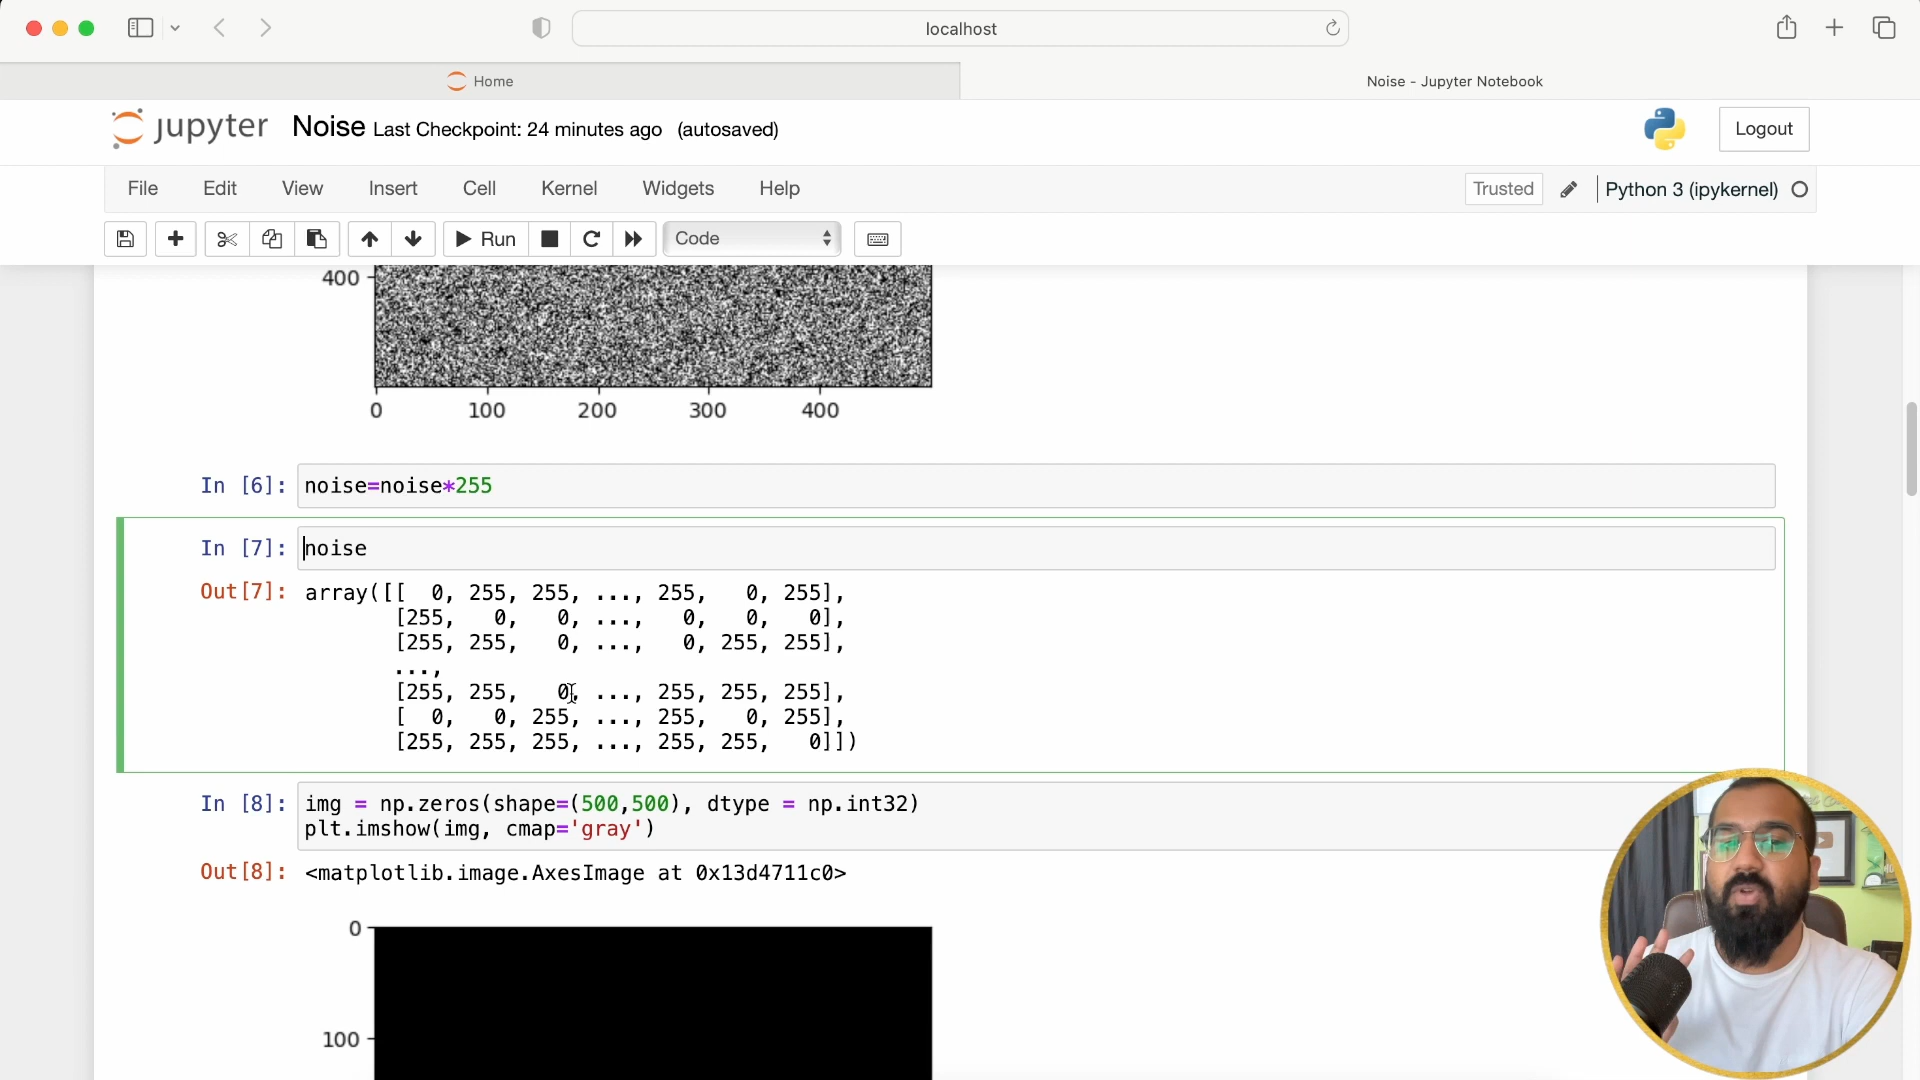 localhost
Home
Noise - Jupyter Notebook
jupyter Noise Last Checkpoint: 24 minutes ago (autosaved)
Logout
File Edit View Insert Cell Kernel Widgets Help
Trusted Python 3 (ipykernel)
Run Code
400
0 100 200 300 400
In [6]: noise=noise*255
In [7]: noise
Out[7]: array([[  0, 255, 255, ..., 255,   0, 255],
[255,   0,   0, ...,   0,   0,   0],
[255, 255,   0, ...,   0, 255, 255],
...,
[255, 255,   0, ..., 255, 255, 255],
[  0,   0, 255, ..., 255,   0, 255],
[255, 255, 255, ..., 255, 255,   0]])
In [8]: img = np.zeros(shape=(500,500), dtype = np.int32)
plt.imshow(img, cmap='gray')
Out[8]: <matplotlib.image.AxesImage at 0x13d4711c0>
0
100